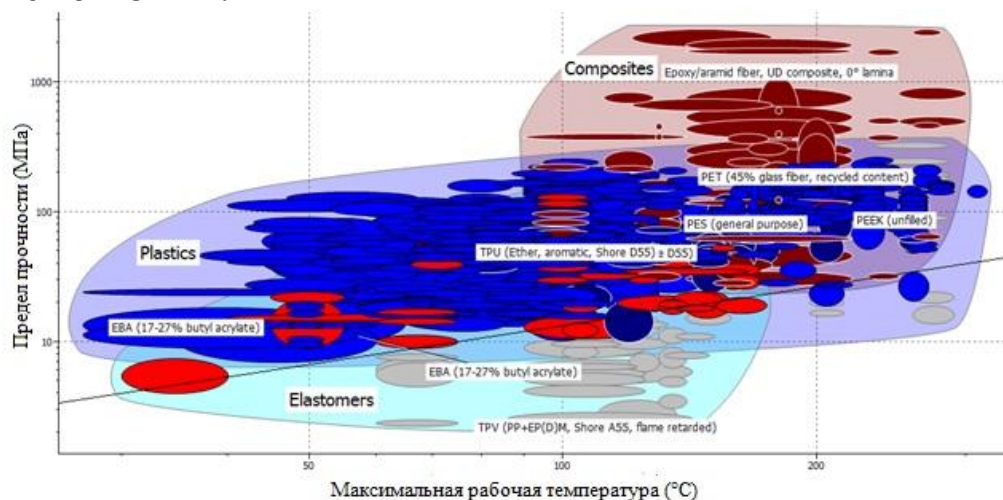 Composites
Epoxy/aramid fiber, UD composite, 0° lamina
1000
PET (45% glass fiber, recycled content)
100
PES (general purpose)
PEEK (unfilled)
Plastics
TPU (Ether, aromatic, Shore D55)
≥ D55)
EBA (17-27% butyl acrylate)
10
EBA (17-27% butyl acrylate)
Elastomers
TPV (PP+EP(D)M, Shore A55, flame retarded)
50
100
200
Предел прочности (МПа)
Максимальная рабочая температура (°C)